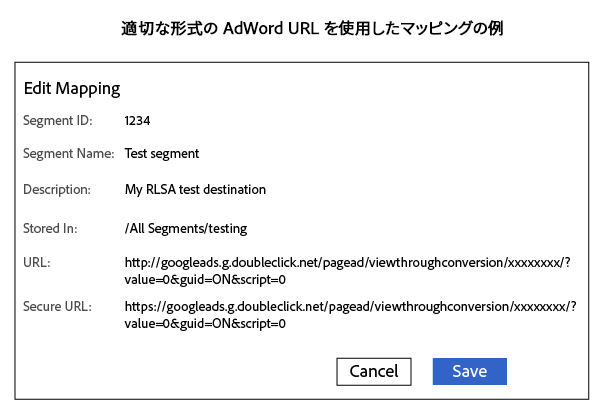 適切な形式の AdWord URL を使用したマッピングの例
Edit Mapping
Segment ID: 1234
Segment Name: Test segment
Description: My RLSA test destination
Stored In: /All Segments/testing
URL: http://googleads.g.doubleclick.net/pagead/viewthroughconversion/xxxxxxxx/?
value=0&guid=ON&script=0
Secure URL: https://googleads.g.doubleclick.net/pagead/viewthroughconversion/xxxxxxxx/?
value=0&guid=ON&script=0
Cancel Save